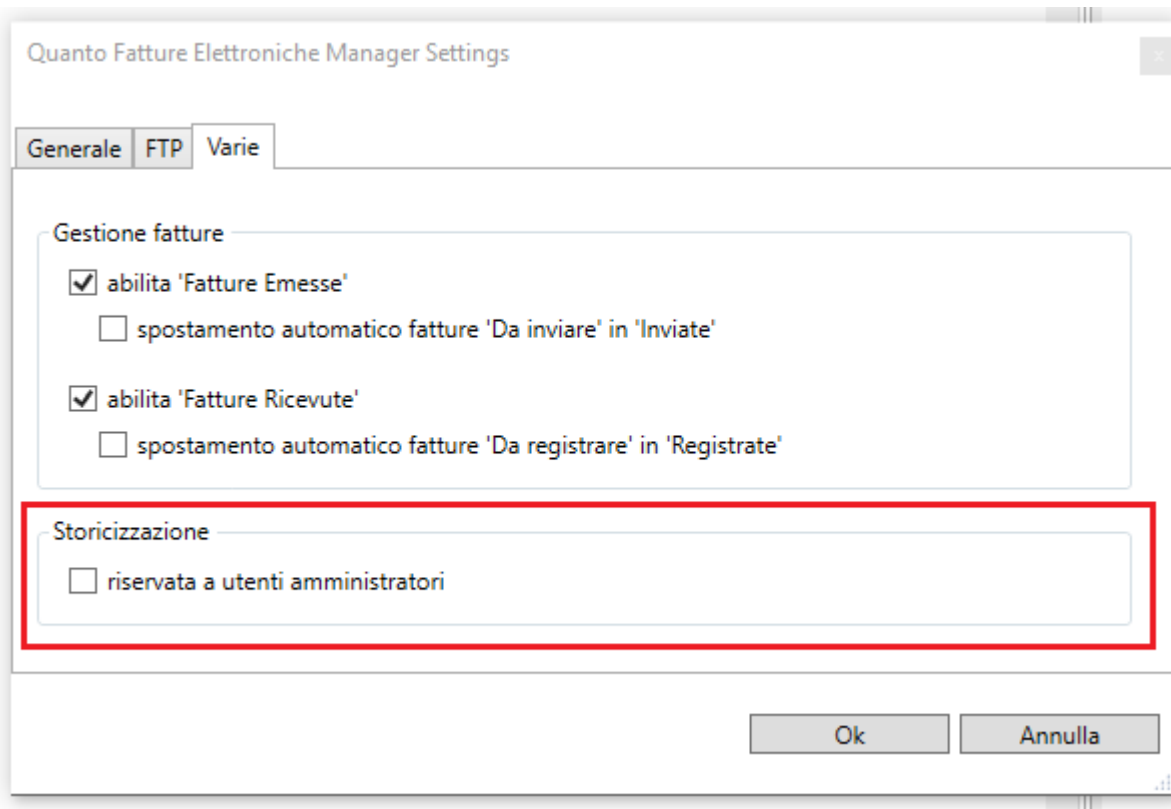 Quanto Fatture Elettroniche Manager Settings
x
Generale FTP Varie
Gestione fatture
abilita 'Fatture Emesse'
spostamento automatico fatture 'Da inviare' in 'Inviate'
abilita 'Fatture Ricevute'
spostamento automatico fatture 'Da registrare' in 'Registrate'
Storicizzazione
riservata a utenti amministratori
Ok Annulla